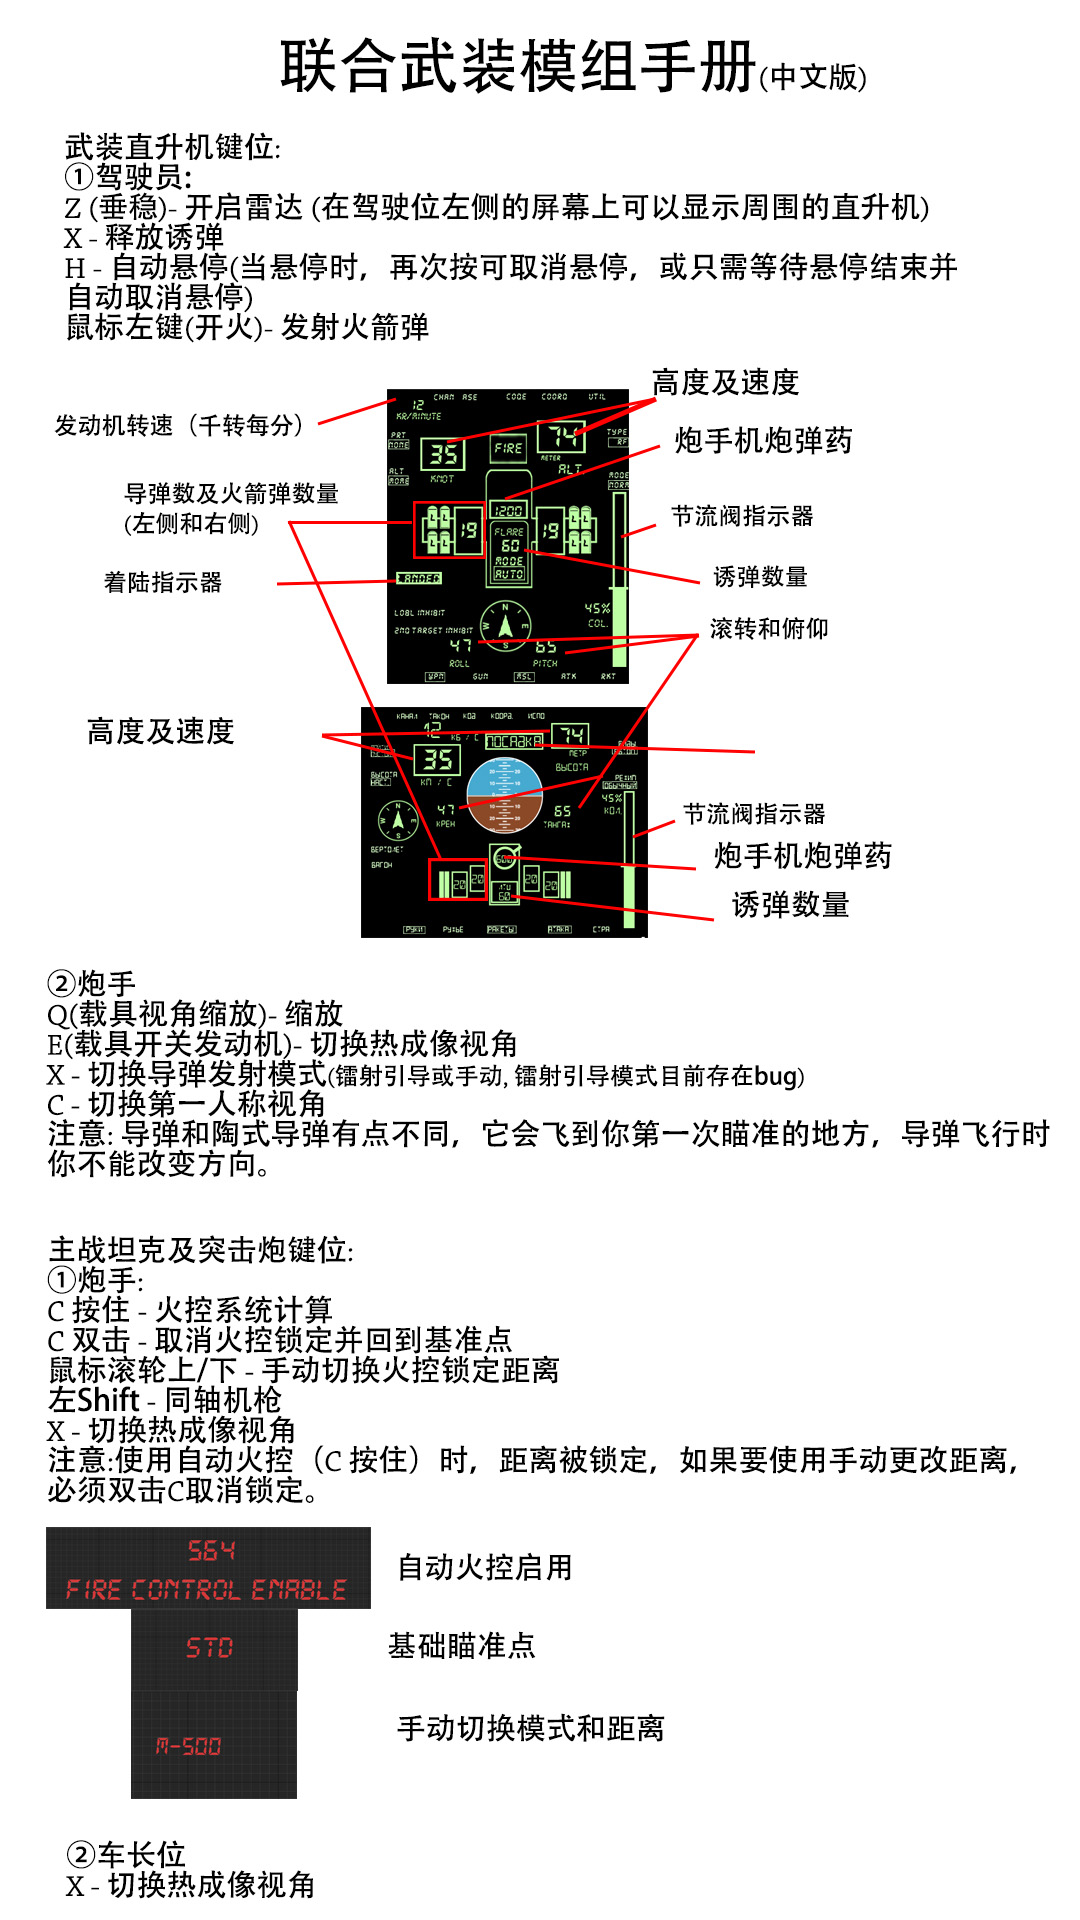 联合武装模组手册(中文版)
武装直升机键位:
①驾驶员:
Z (垂稳)- 开启雷达 (在驾驶位左侧的屏幕上可以显示周围的直升机)
X - 释放诱弹
H - 自动悬停(当悬停时，再次按可取消悬停，或只需等待悬停结束并
自动取消悬停)
鼠标左键(开火)- 发射火箭弹
高度及速度
发动机转速（千转每分）
炮手机炮弹药
导弹数及火箭弹数量
(左侧和右侧)
节流阀指示器
诱弹数量
着陆指示器
滚转和俯仰
CHAN ASE CODE COORD UTIL
12
KR/MINUTE
PRT
NONE
35
KNOT
FIRE
74
METER
ALT.
TYPE
RF
ALT
NONE
MODE
NORM
1200
19
FLARE
60
MODE
AUTO
19
LANDED
LOBL INHIBIT
2ND TARGET INHIBIT
N
W E
S
45%
COL.
47
ROLL
65
PITCH
WPN GUN ASL ATK RKT
高度及速度
12
35
КП / С
ПОСАДКА
74
МЕТР
ВЫСОТА
ВЫСОТА
N
W E
S
47
КРЕН
65
45%
КОЛ.
ВЕРТОЛЕТ
ВАГОН
600
20 20
60
20 20
РАКЕТЫ АТАКА
节流阀指示器
炮手机炮弹药
诱弹数量
②炮手
Q(载具视角缩放)- 缩放
E(载具开关发动机)- 切换热成像视角
X - 切换导弹发射模式(镭射引导或手动, 镭射引导模式目前存在bug)
C - 切换第一人称视角
注意: 导弹和陶式导弹有点不同，它会飞到你第一次瞄准的地方，导弹飞行时
你不能改变方向。
主战坦克及突击炮键位:
①炮手:
C 按住 - 火控系统计算
C 双击 - 取消火控锁定并回到基准点
鼠标滚轮上/下 - 手动切换火控锁定距离
左Shift - 同轴机枪
X - 切换热成像视角
注意:使用自动火控（C 按住）时，距离被锁定，如果要使用手动更改距离，
必须双击C取消锁定。
564
FIRE CONTROL ENABLE
自动火控启用
STD
基础瞄准点
M-500
手动切换模式和距离
②车长位
X - 切换热成像视角